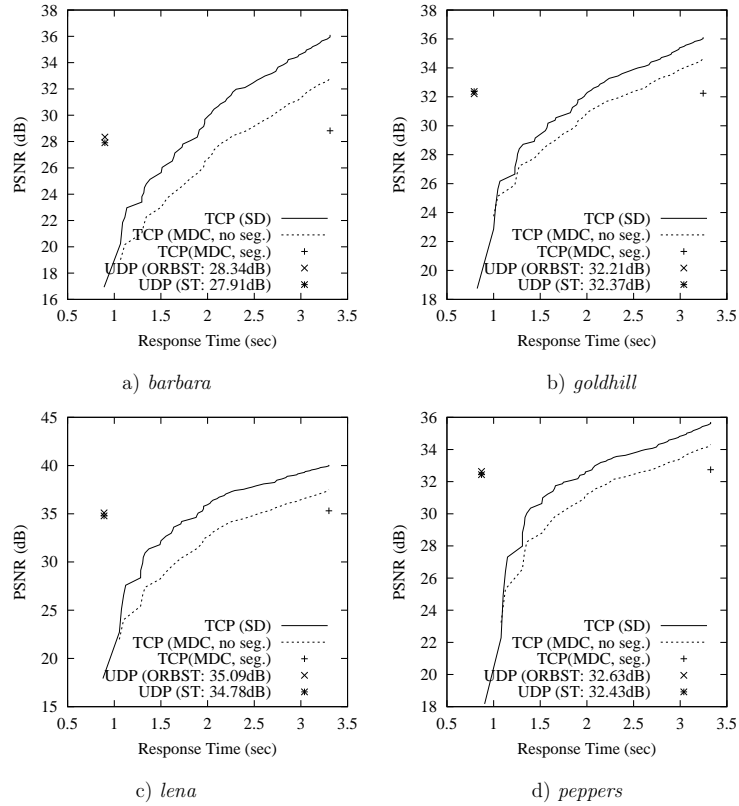 36
34
32
30
28
26
24
22
20
18
16
PSNR (dB)
TCP (SD)
TCP (MDC, no seg.)
TCP(MDC, seg.)
UDP (ORBST: 28.34dB)
UDP (ST: 27.91dB)
0.5 1 1.5 2 2.5 3 3.5
Response Time (sec)
a) barbara
36
34
32
30
28
26
24
22
20
18
PSNR (dB)
TCP (SD)
TCP (MDC, no seg.)
TCP(MDC, seg.)
UDP (ORBST: 32.21dB)
UDP (ST: 32.37dB)
0.5 1 1.5 2 2.5 3 3.5
Response Time (sec)
b) goldhill
45
40
35
30
25
20
15
PSNR (dB)
TCP (SD)
TCP (MDC, no seg.)
TCP(MDC, seg.)
UDP (ORBST: 35.09dB)
UDP (ST: 34.78dB)
0.5 1 1.5 2 2.5 3 3.5
Response Time (sec)
c) lena
36
34
32
30
28
26
24
22
20
18
PSNR (dB)
TCP (SD)
TCP (MDC, no seg.)
TCP(MDC, seg.)
UDP (ORBST: 32.63dB)
UDP (ST: 32.43dB)
0.5 1 1.5 2 2.5 3 3.5
Response Time (sec)
d) peppers